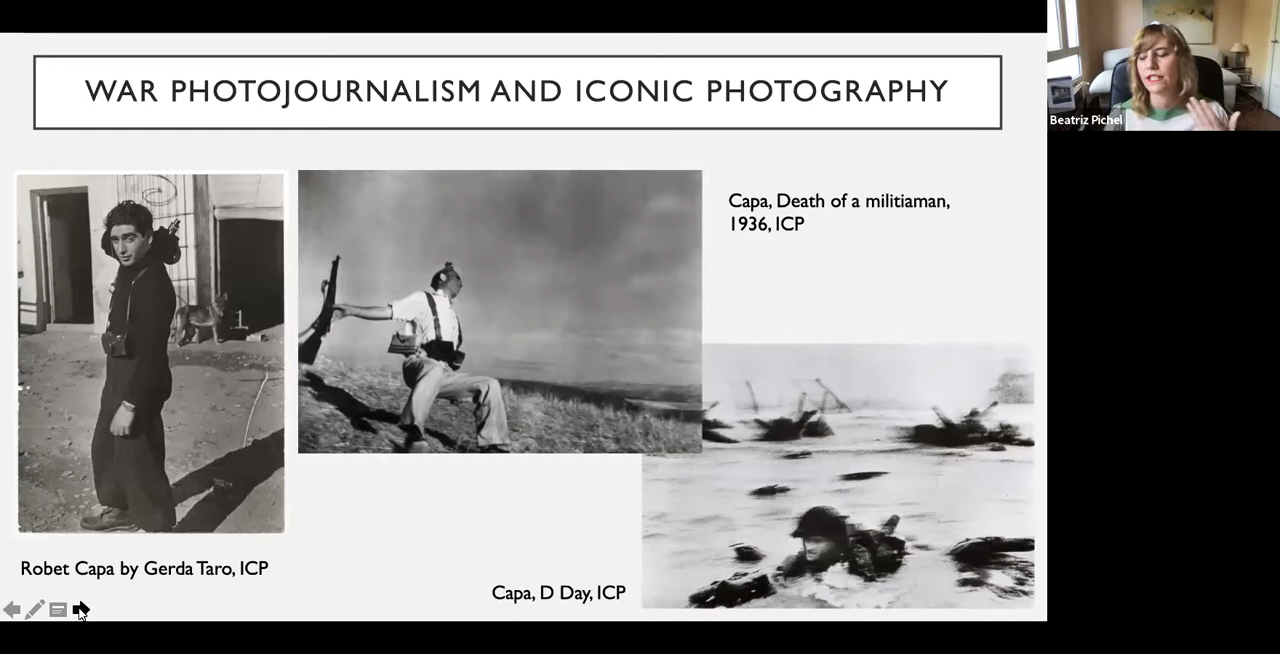 WAR PHOTOJOURNALISM AND ICONIC PHOTOGRAPHY
Beatriz Pichel
Capa, Death of a militiaman,
1936, ICP
Robet Capa by Gerda Taro, ICP
Capa, D Day, ICP